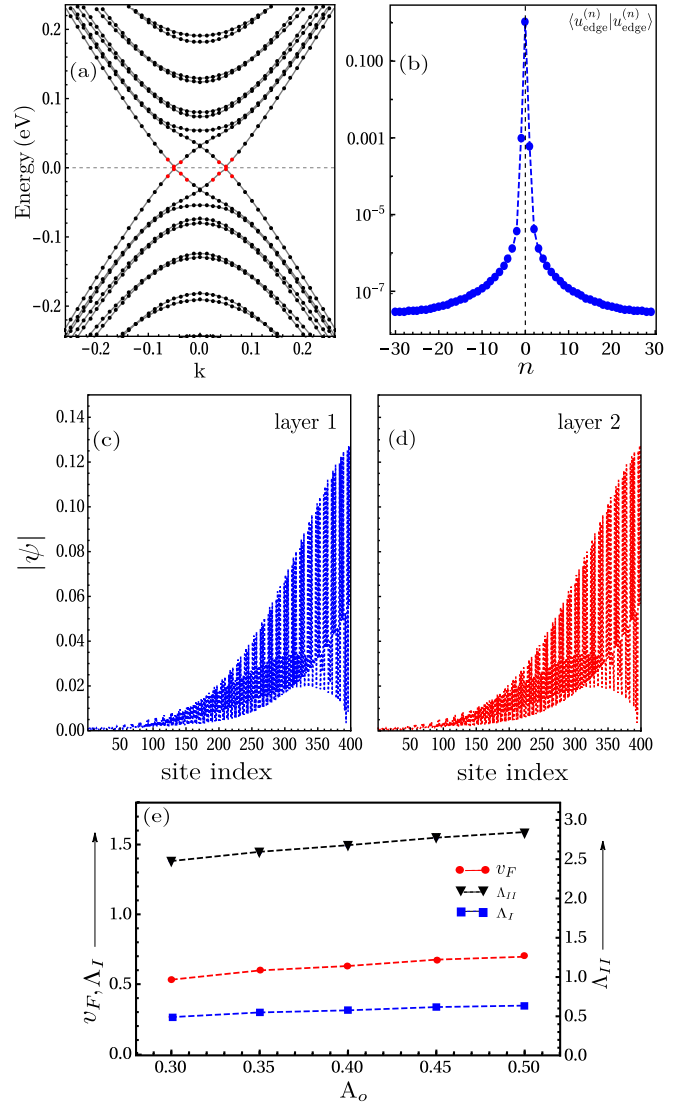 (a)
Energy (eV)
0.2
0.1
0.0
−0.1
−0.2
−0.2 −0.1 0.0 0.1 0.2
k
(b)
⟨u_edge^(n)|u_edge^(n)⟩
0.100
0.001
10^−5
10^−7
−30 −20 −10 0 10 20 30
n
(c)
layer 1
|ψ|
0.14
0.12
0.10
0.08
0.06
0.04
0.02
0.00
50 100 150 200 250 300 350 400
site index
(d)
layer 2
50 100 150 200 250 300 350 400
site index
(e)
v_F, Λ_I
1.5
1.0
0.5
0.0
v_F
Λ_II
Λ_I
3.0
2.5
2.0
1.5
1.0
0.5
0.0
Λ_II
0.30 0.35 0.40 0.45 0.50
A_o